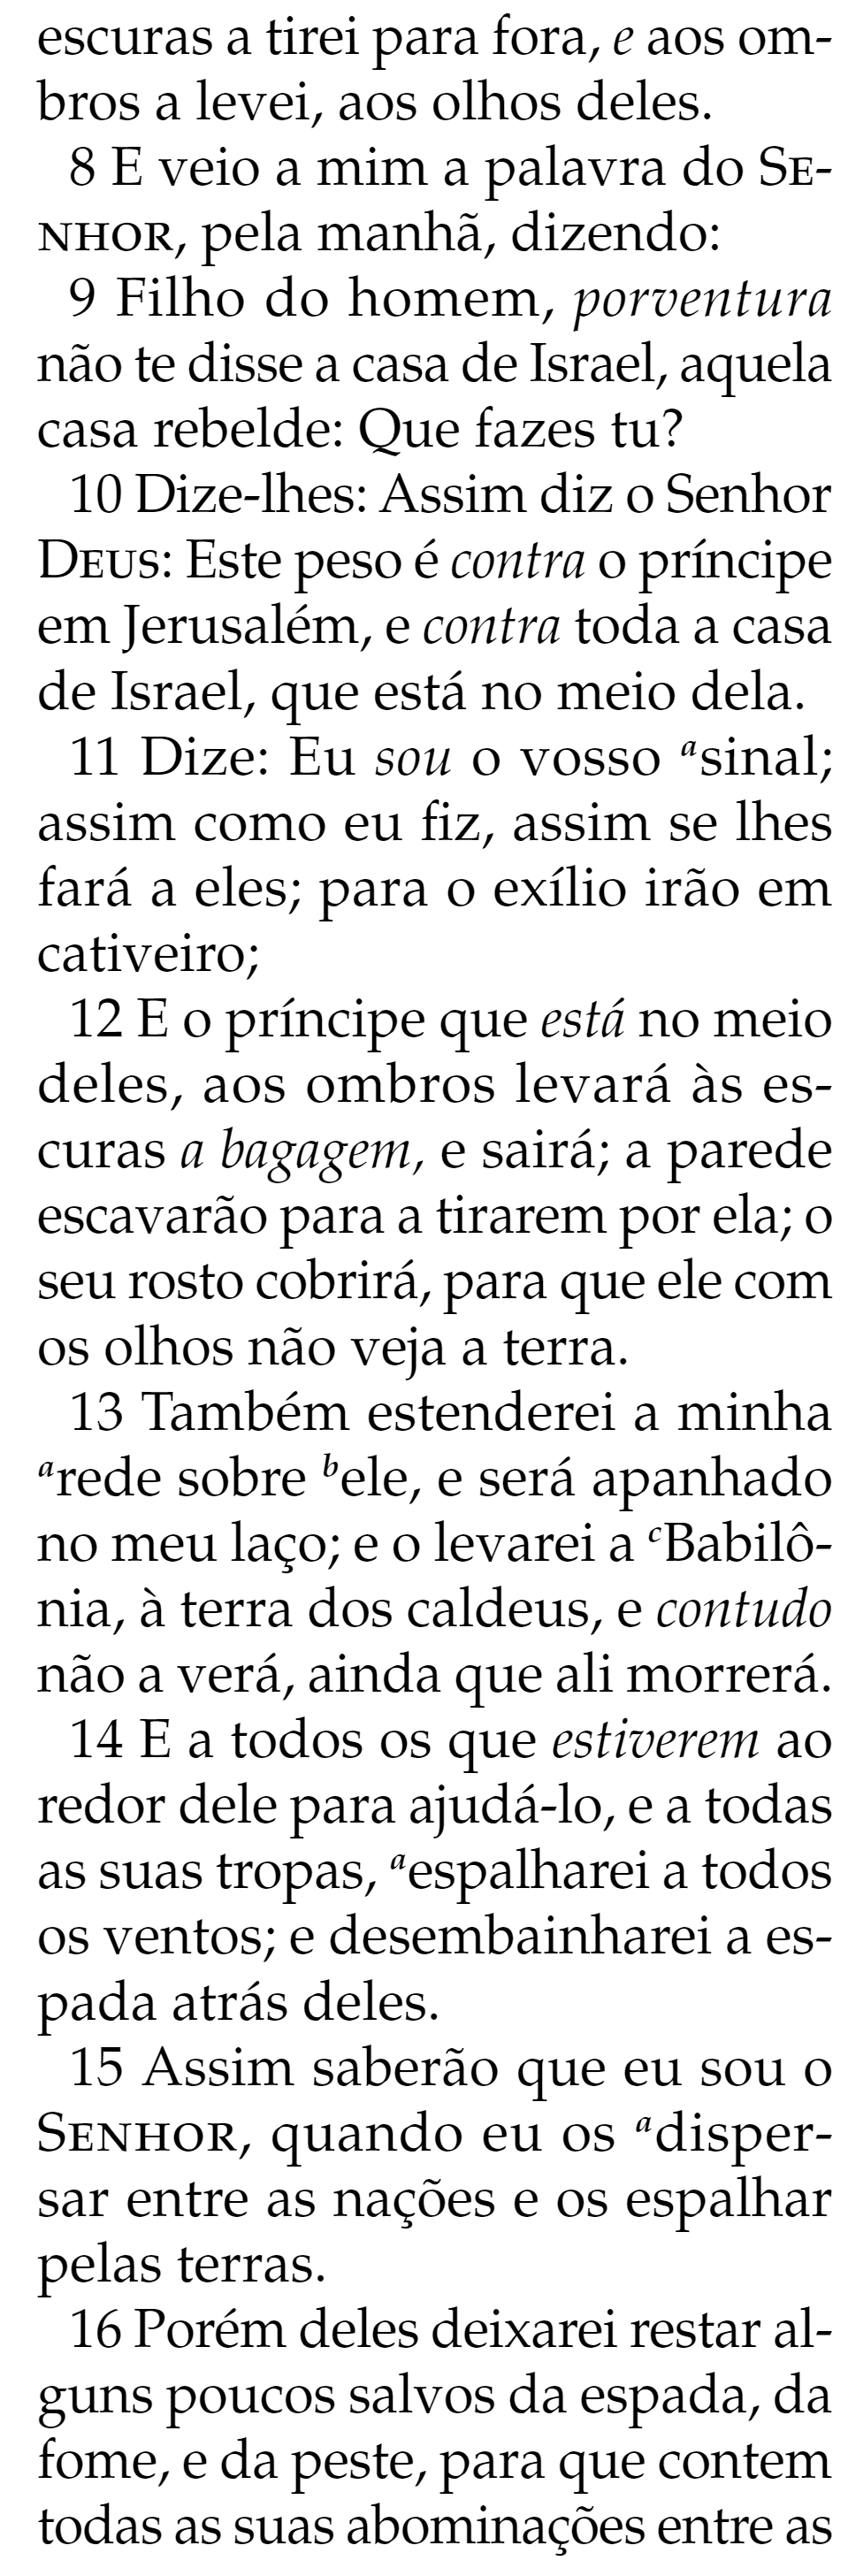 escuras a tirei para fora, e aos om-
bros a levei, aos olhos deles.
8 E veio a mim a palavra do SE-
NHOR, pela manhã, dizendo:
9 Filho do homem, porventura
não te disse a casa de Israel, aquela
casa rebelde: Que fazes tu?
10 Dize-lhes: Assim diz o Senhor
DEUS: Este peso é contra o príncipe
em Jerusalém, e contra toda a casa
de Israel, que está no meio dela.
11 Dize: Eu sou o vosso ᵃsinal;
assim como eu fiz, assim se lhes
fará a eles; para o exílio irão em
cativeiro;
12 E o príncipe que está no meio
deles, aos ombros levará às es-
curas a bagagem, e sairá; a parede
escavarão para a tirarem por ela; o
seu rosto cobrirá, para que ele com
os olhos não veja a terra.
13 Também estenderei a minha
ᵃrede sobre ᵇele, e será apanhado
no meu laço; e o levarei a ᶜBabilô-
nia, à terra dos caldeus, e contudo
não a verá, ainda que ali morrerá.
14 E a todos os que estiverem ao
redor dele para ajudá-lo, e a todas
as suas tropas, ᵃespalharei a todos
os ventos; e desembainharei a es-
pada atrás deles.
15 Assim saberão que eu sou o
SENHOR, quando eu os ᵃdisper-
sar entre as nações e os espalhar
pelas terras.
16 Porém deles deixarei restar al-
guns poucos salvos da espada, da
fome, e da peste, para que contem
todas as suas abominações entre as